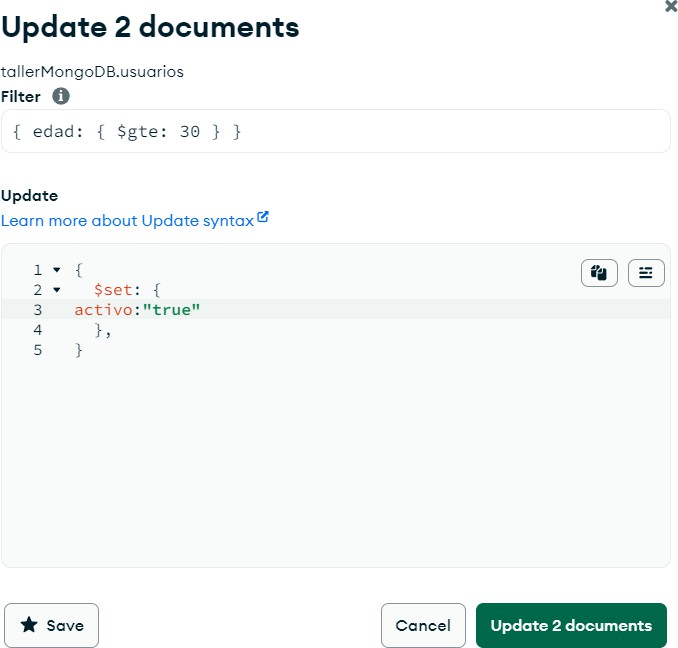 Update 2 documents
tallerMongoDB.usuarios
Filter
{ edad: { $gte: 30 } }
Update
Learn more about Update syntax
1 {
2 $set: {
3 activo:"true"
4 },
5 }
Save
Cancel
Update 2 documents